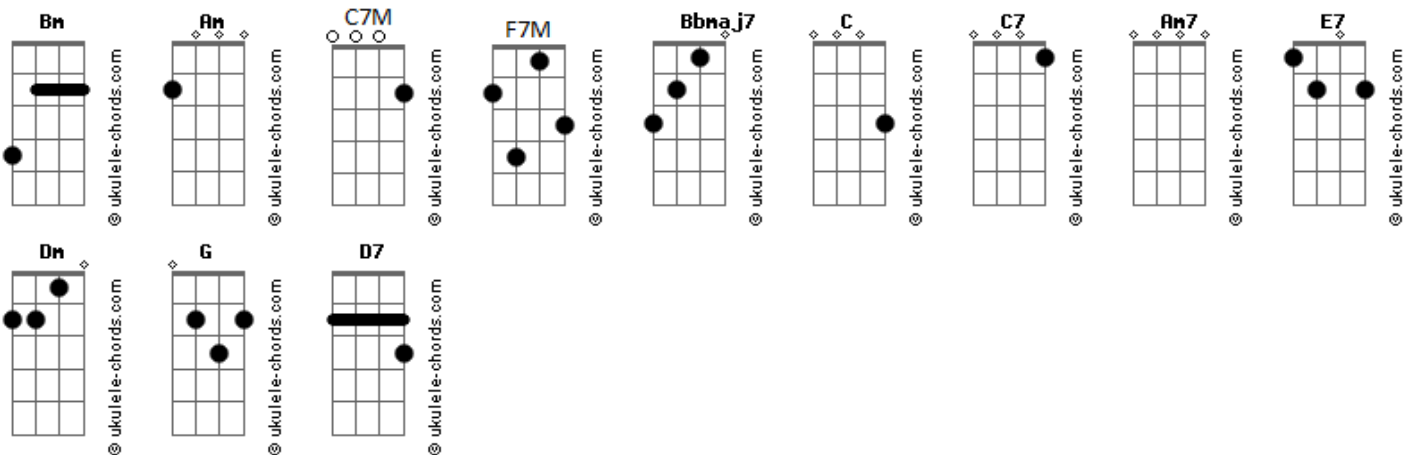 Bm Am C7M F7M Bbmaj7 C C7 Am7 E7
© ukulele-chords.com © ukulele-chords.com © ukulele-chords.com © ukulele-chords.com © ukulele-chords.com © ukulele-chords.com © ukulele-chords.com © ukulele-chords.com © ukulele-chords.com
Dm G D7
© ukulele-chords.com © ukulele-chords.com © ukulele-chords.com